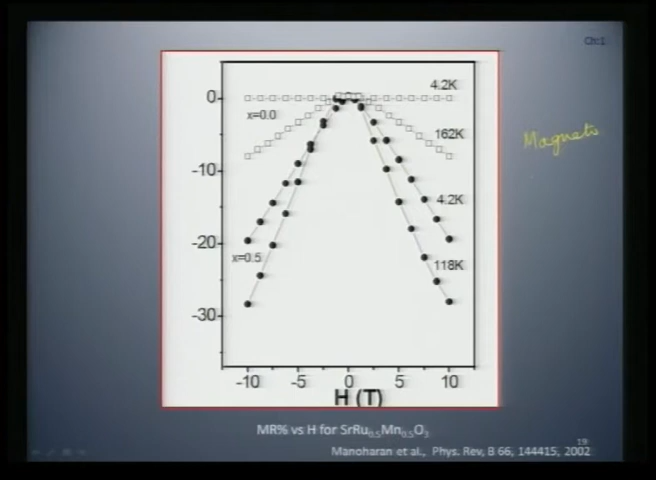 Ch:1
0
-10
-20
-30
4.2K
x=0.0
162K
4.2K
x=0.5
118K
Magneto
-10 -5 0 5 10
H (T)
MR% vs H for SrRu0.5Mn0.5O3
19
Manoharan et al., Phys. Rev, B 66, 144415, 2002